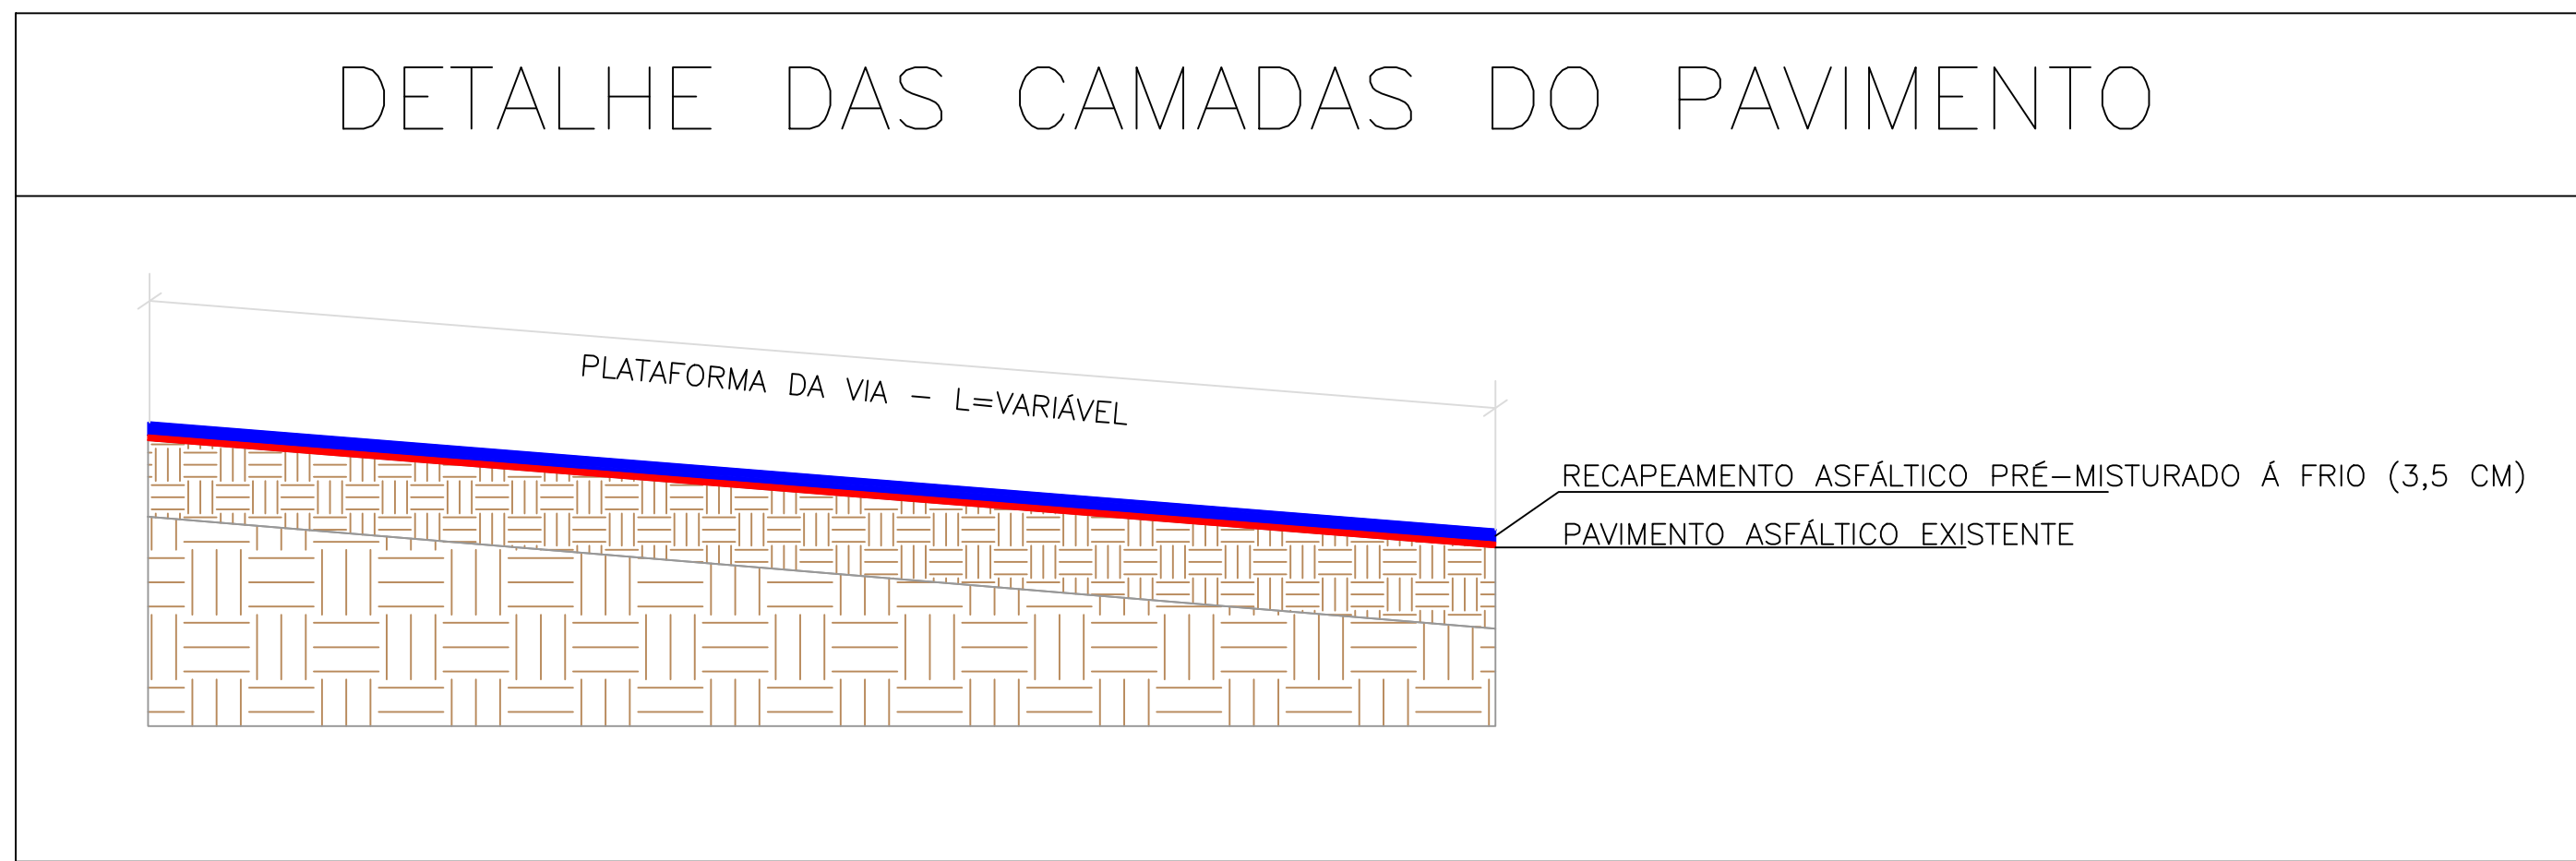 DETALHE DAS CAMADAS DO PAVIMENTO
PLATAFORMA DA VIA - L=VARIÁVEL
RECAPEAMENTO ASFÁLTICO PRÉ-MISTURADO Á FRIO (3,5 CM)
PAVIMENTO ASFÁLTICO EXISTENTE